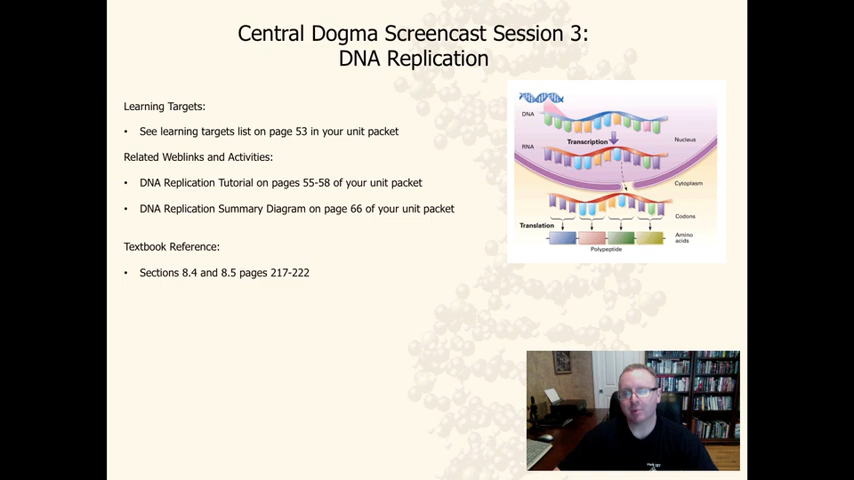 Central Dogma Screencast Session 3:
DNA Replication
Learning Targets:
• See learning targets list on page 53 in your unit packet
Related Weblinks and Activities:
• DNA Replication Tutorial on pages 55-58 of your unit packet
• DNA Replication Summary Diagram on page 66 of your unit packet
Textbook Reference:
• Sections 8.4 and 8.5 pages 217-222
DNA
Transcription
Nucleus
RNA
Cytoplasm
Codons
Translation
Amino
acids
Polypeptide